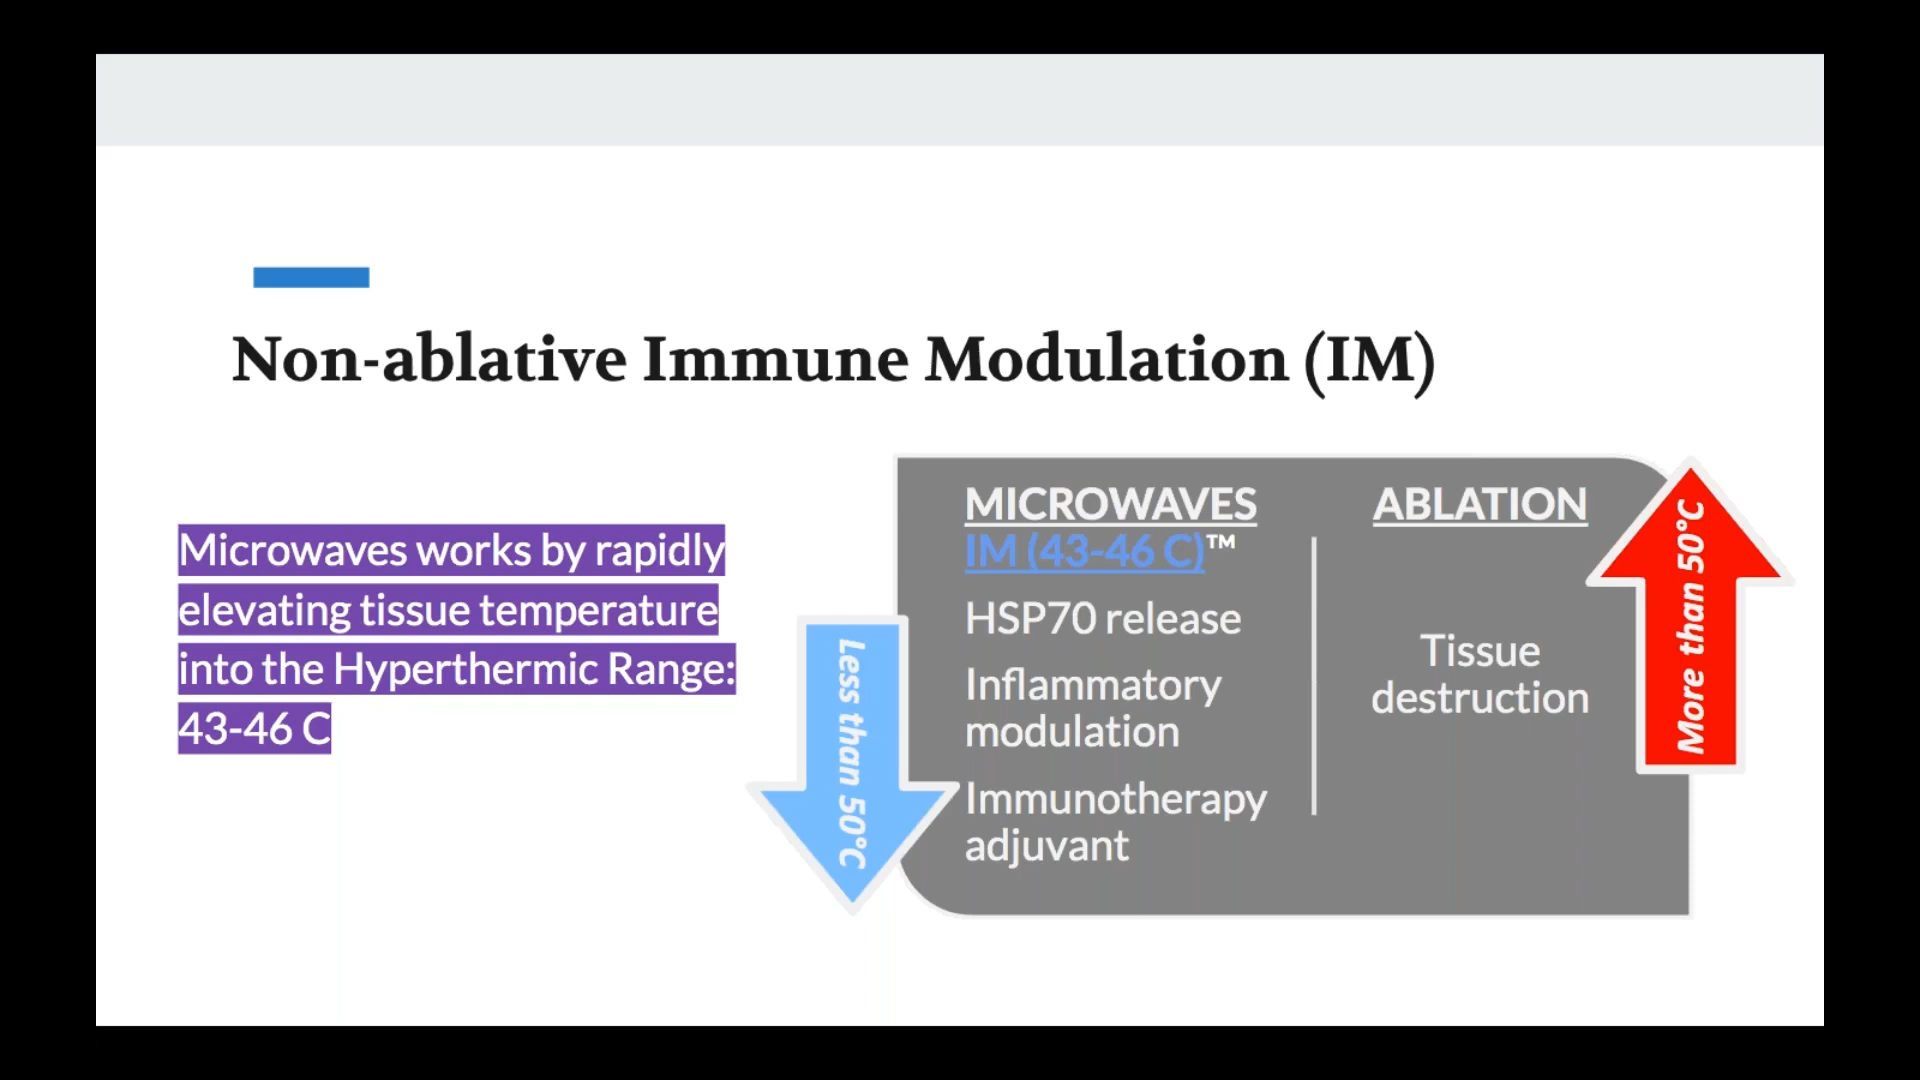 Non-ablative Immune Modulation (IM)
Microwaves works by rapidly
elevating tissue temperature
into the Hyperthermic Range:
43-46 C
Less than 50°C
MICROWAVES
IM (43-46 C)™
HSP70 release
Inflammatory
modulation
Immunotherapy
adjuvant
ABLATION
Tissue
destruction
More than 50°C